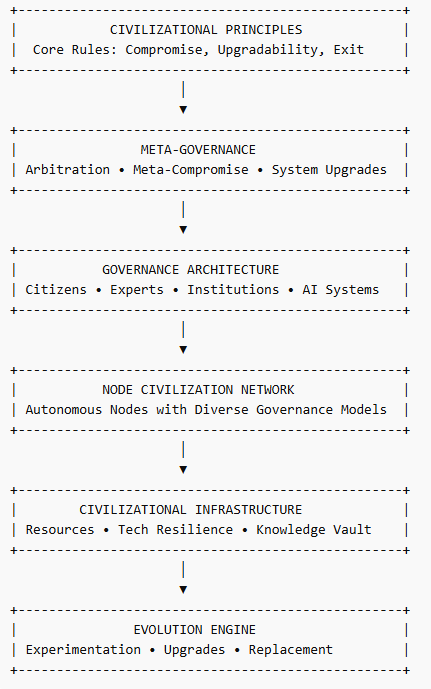 CIVILIZATIONAL PRINCIPLES
Core Rules: Compromise, Upgradability, Exit
META-GOVERNANCE
Arbitration • Meta-Compromise • System Upgrades
GOVERNANCE ARCHITECTURE
Citizens • Experts • Institutions • AI Systems
NODE CIVILIZATION NETWORK
Autonomous Nodes with Diverse Governance Models
CIVILIZATIONAL INFRASTRUCTURE
Resources • Tech Resilience • Knowledge Vault
EVOLUTION ENGINE
Experimentation • Upgrades • Replacement